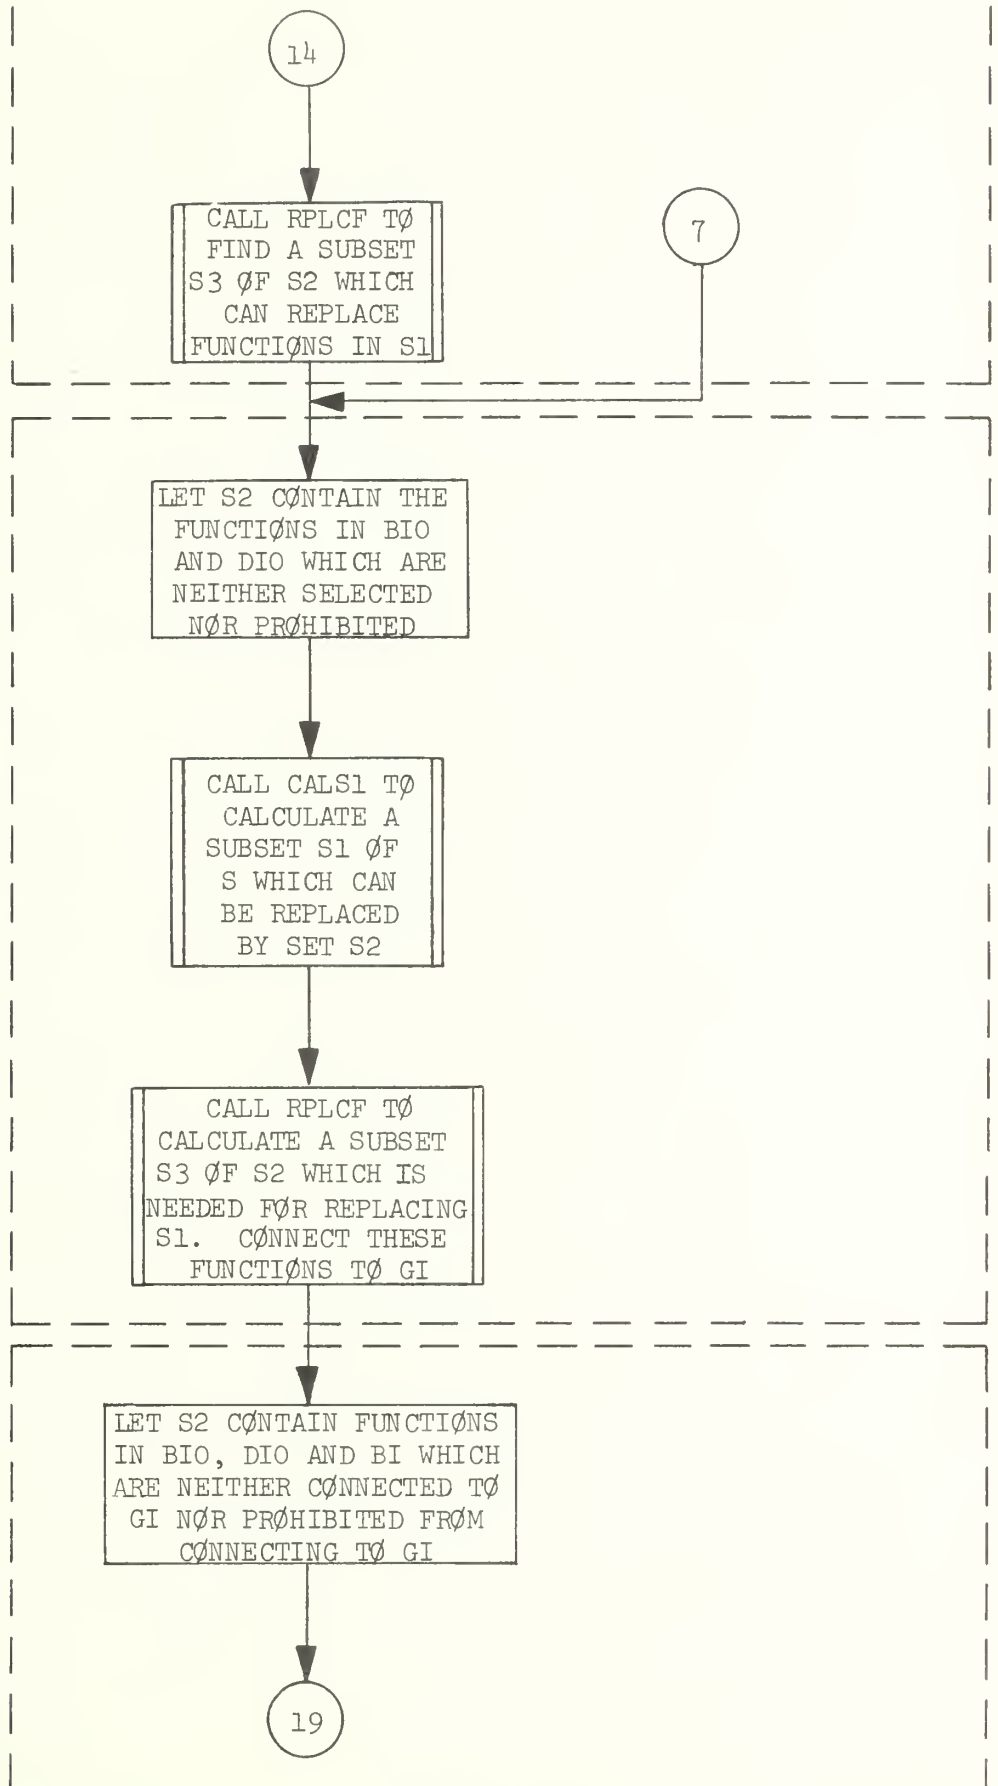 14
CALL RPLCF TØ
FIND A SUBSET
S3 ØF S2 WHICH
CAN REPLACE
FUNCTIØNS IN S1
7
LET S2 CØNTAIN THE
FUNCTIØNS IN BIO
AND DIO WHICH ARE
NEITHER SELECTED
NØR PRØHIBITED
CALL CALS1 TØ
CALCULATE A
SUBSET S1 ØF
S WHICH CAN
BE REPLACED
BY SET S2
CALL RPLCF TØ
CALCULATE A SUBSET
S3 ØF S2 WHICH IS
NEEDED FØR REPLACING
S1. CØNNECT THESE
FUNCTIØNS TØ GI
LET S2 CØNTAIN FUNCTIØNS
IN BIO, DIO AND BI WHICH
ARE NEITHER CØNNECTED TØ
GI NØR PRØHIBITED FRØM
CØNNECTING TØ GI
19